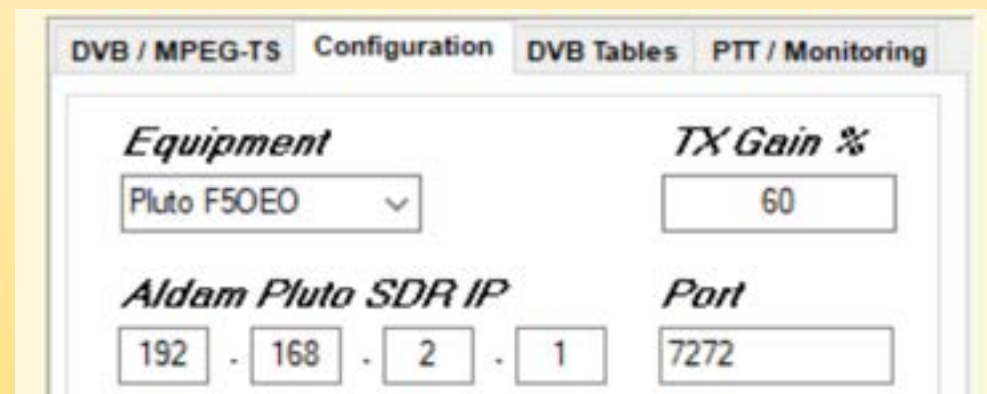 DVB / MPEG-TS Configuration DVB Tables PTT / Monitoring
Equipment TX Gain %
Pluto F5OEO 60
Aldam Pluto SDR IP Port
192 . 168 . 2 . 1 7272